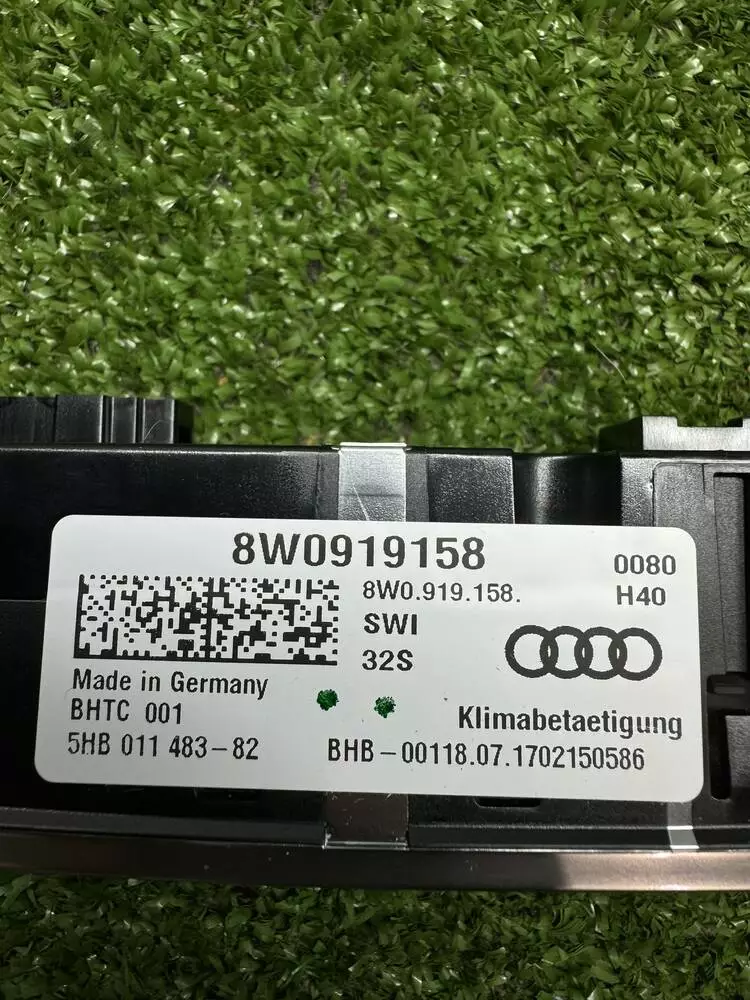 8W0919158
0080
8W0.919.158.
H40
SWI
32S
Made in Germany
BHTC 001
Klimabetaetigung
5HB 011 483-82
BHB-00118.07.1702150586